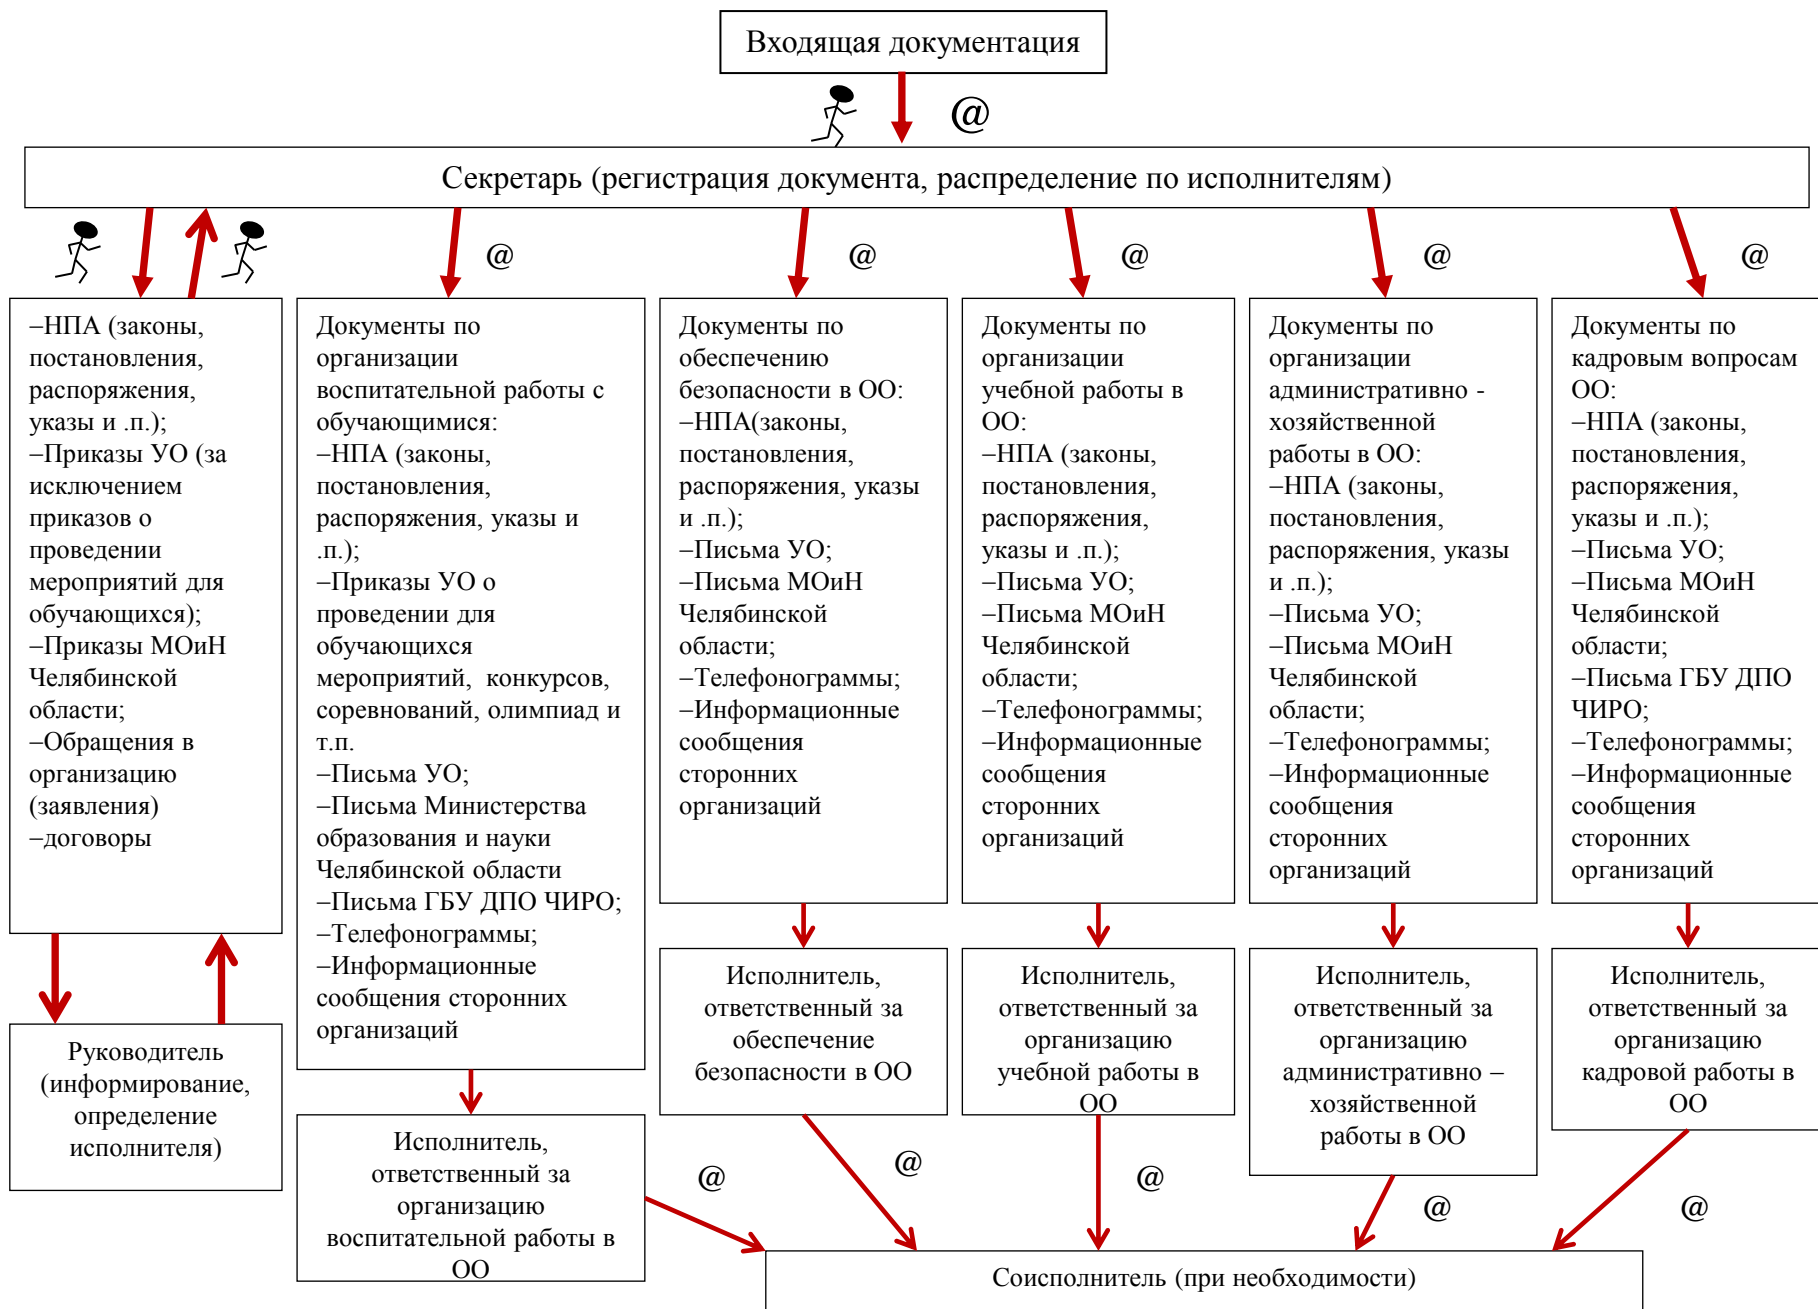 Входящая документация
@
Секретарь (регистрация документа, распределение по исполнителям)
@
@
@
@
@
–НПА (законы,
постановления,
распоряжения,
указы и .п.);
–Приказы УО (за
исключением
приказов о
проведении
мероприятий для
обучающихся);
–Приказы МОиН
Челябинской
области;
–Обращения в
организацию
(заявления)
–договоры
Документы по
организации
воспитательной работы с
обучающимися:
–НПА (законы,
постановления,
распоряжения, указы и
.п.);
–Приказы УО о
проведении для
обучающихся
мероприятий, конкурсов,
соревнований, олимпиад и
т.п.
–Письма УО;
–Письма Министерства
образования и науки
Челябинской области
–Письма ГБУ ДПО ЧИРО;
–Телефонограммы;
–Информационные
сообщения сторонних
организаций
Документы по
обеспечению
безопасности в ОО:
–НПА(законы,
постановления,
распоряжения, указы
и .п.);
–Письма УО;
–Письма МОиН
Челябинской
области;
–Телефонограммы;
–Информационные
сообщения
сторонних
организаций
Документы по
организации
учебной работы в
ОО:
–НПА (законы,
постановления,
распоряжения,
указы и .п.);
–Письма УО;
–Письма МОиН
Челябинской
области;
–Телефонограммы;
–Информационные
сообщения
сторонних
организаций
Документы по
организации
административно -
хозяйственной
работы в ОО:
–НПА (законы,
постановления,
распоряжения, указы
и .п.);
–Письма УО;
–Письма МОиН
Челябинской
области;
–Телефонограммы;
–Информационные
сообщения
сторонних
организаций
Документы по
кадровым вопросам
ОО:
–НПА (законы,
постановления,
распоряжения,
указы и .п.);
–Письма УО;
–Письма МОиН
Челябинской
области;
–Письма ГБУ ДПО
ЧИРО;
–Телефонограммы;
–Информационные
сообщения
сторонних
организаций
Руководитель
(информирование,
определение
исполнителя)
Исполнитель,
ответственный за
организацию
воспитательной работы в
ОО
Исполнитель,
ответственный за
обеспечение
безопасности в ОО
Исполнитель,
ответственный за
организацию
учебной работы в
ОО
Исполнитель,
ответственный за
организацию
административно –
хозяйственной
работы в ОО
Исполнитель,
ответственный за
организацию
кадровой работы в
ОО
@
@
@
@
@
Соисполнитель (при необходимости)